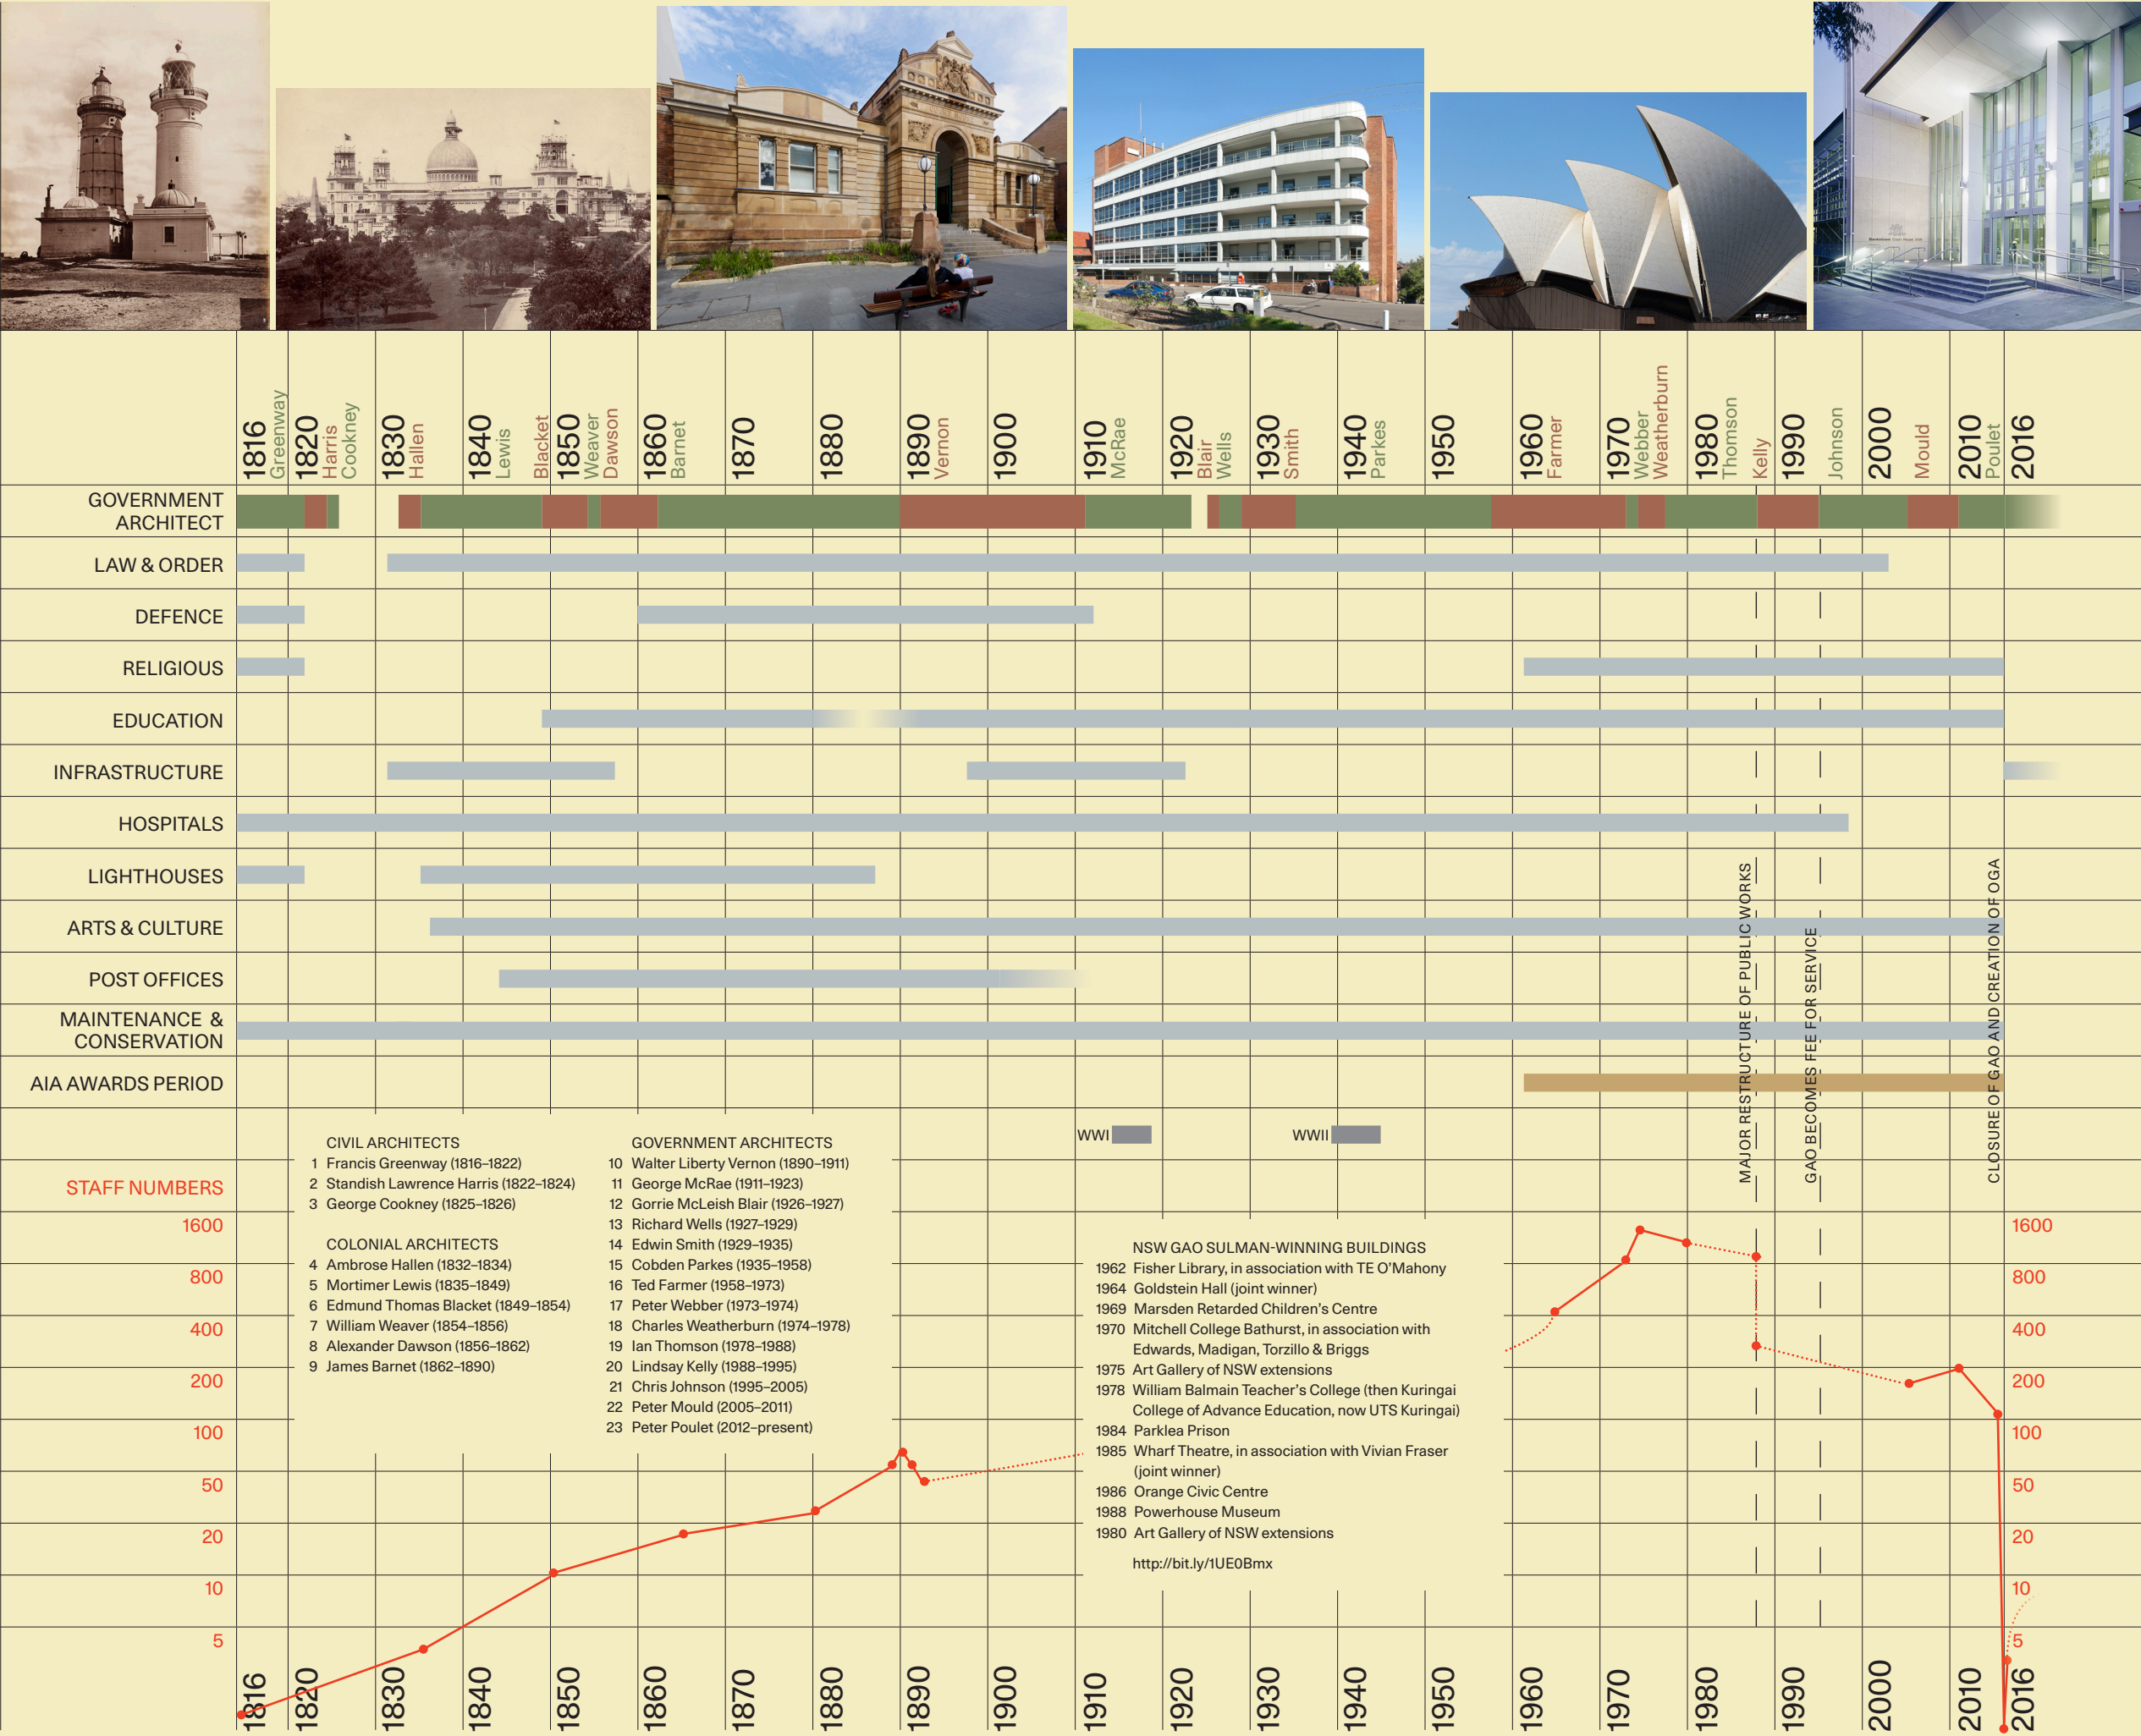 1816
Greenway
1820
Harris
Cookney
1830
Hallen
1840
Lewis
Blacket
1850
Weaver
Dawson
1860
Barnet
1870
1880
1890
Vernon
1900
1910
McRae
1920
Blair
Wells
1930
Smith
1940
Parkes
1950
1960
Farmer
1970
Webber
Weatherburn
1980
Thomson
Kelly
1990
Johnson
2000
Mould
2010
Poulet
2016
GOVERNMENT
ARCHITECT
LAW & ORDER
DEFENCE
RELIGIOUS
EDUCATION
INFRASTRUCTURE
HOSPITALS
LIGHTHOUSES
ARTS & CULTURE
POST OFFICES
MAINTENANCE &
CONSERVATION
AIA AWARDS PERIOD
MAJOR RESTRUCTURE OF PUBLIC WORKS
GAO BECOMES FEE FOR SERVICE
CLOSURE OF GAO AND CREATION OF OGA
WWI
WWII
CIVIL ARCHITECTS
1 Francis Greenway (1816–1822)
2 Standish Lawrence Harris (1822–1824)
3 George Cookney (1825–1826)
COLONIAL ARCHITECTS
4 Ambrose Hallen (1832–1834)
5 Mortimer Lewis (1835–1849)
6 Edmund Thomas Blacket (1849–1854)
7 William Weaver (1854–1856)
8 Alexander Dawson (1856–1862)
9 James Barnet (1862–1890)
GOVERNMENT ARCHITECTS
10 Walter Liberty Vernon (1890–1911)
11 George McRae (1911–1923)
12 Gorrie McLeish Blair (1926–1927)
13 Richard Wells (1927–1929)
14 Edwin Smith (1929–1935)
15 Cobden Parkes (1935–1958)
16 Ted Farmer (1958–1973)
17 Peter Webber (1973–1974)
18 Charles Weatherburn (1974–1978)
19 Ian Thomson (1978–1988)
20 Lindsay Kelly (1988–1995)
21 Chris Johnson (1995–2005)
22 Peter Mould (2005–2011)
23 Peter Poulet (2012–present)
NSW GAO SULMAN-WINNING BUILDINGS
1962 Fisher Library, in association with TE O'Mahony
1964 Goldstein Hall (joint winner)
1969 Marsden Retarded Children's Centre
1970 Mitchell College Bathurst, in association with
Edwards, Madigan, Torzillo & Briggs
1975 Art Gallery of NSW extensions
1978 William Balmain Teacher's College (then Kuringai
College of Advance Education, now UTS Kuringai)
1984 Parklea Prison
1985 Wharf Theatre, in association with Vivian Fraser
(joint winner)
1986 Orange Civic Centre
1988 Powerhouse Museum
1980 Art Gallery of NSW extensions
http://bit.ly/1UE0Bmx
STAFF NUMBERS
1600
800
400
200
100
50
20
10
5
1600
800
400
200
100
50
20
10
5
1816
1820
1830
1840
1850
1860
1870
1880
1890
1900
1910
1920
1930
1940
1950
1960
1970
1980
1990
2000
2010
2016